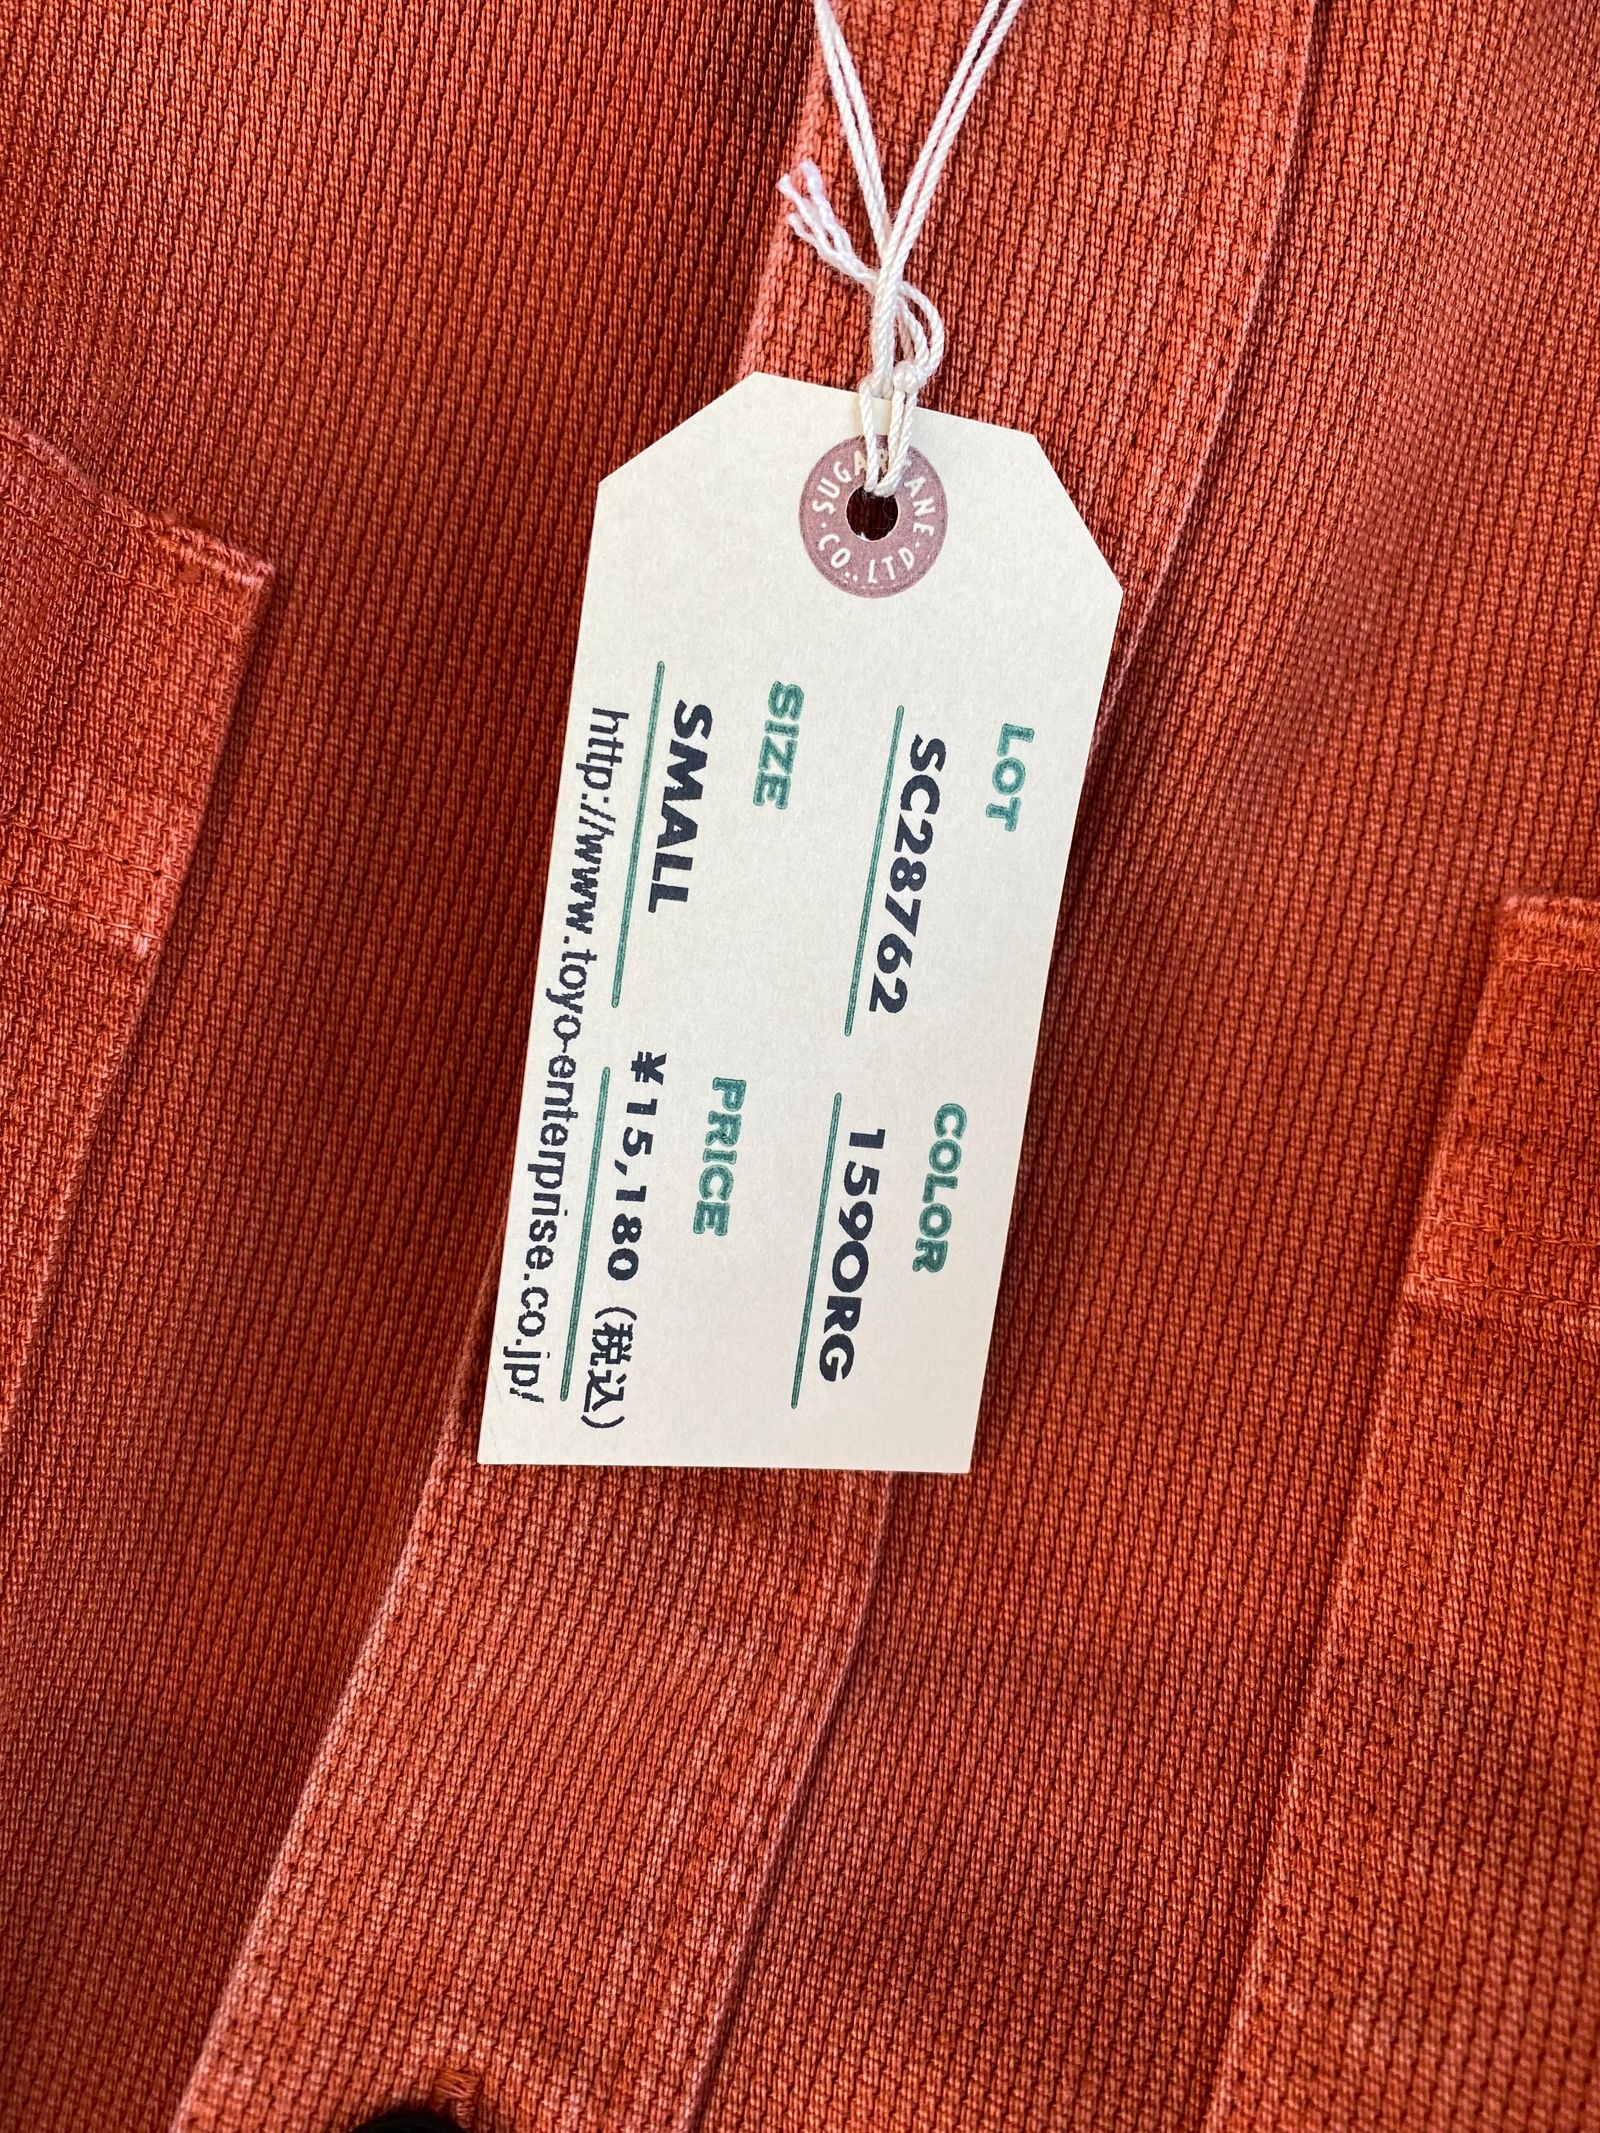 SUGAR CANE
CO., LTD
LOT
SC28762
COLOR
159ORG
SIZE
SMALL
PRICE
¥15,180 (税込)
http://www.toyo-enterprise.co.jp/